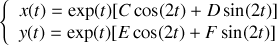 x(t) = exp(t)[C cos(2t) + D sin(2t)]
y(t) = exp(t)[E cos(2t) + F sin(2t)]